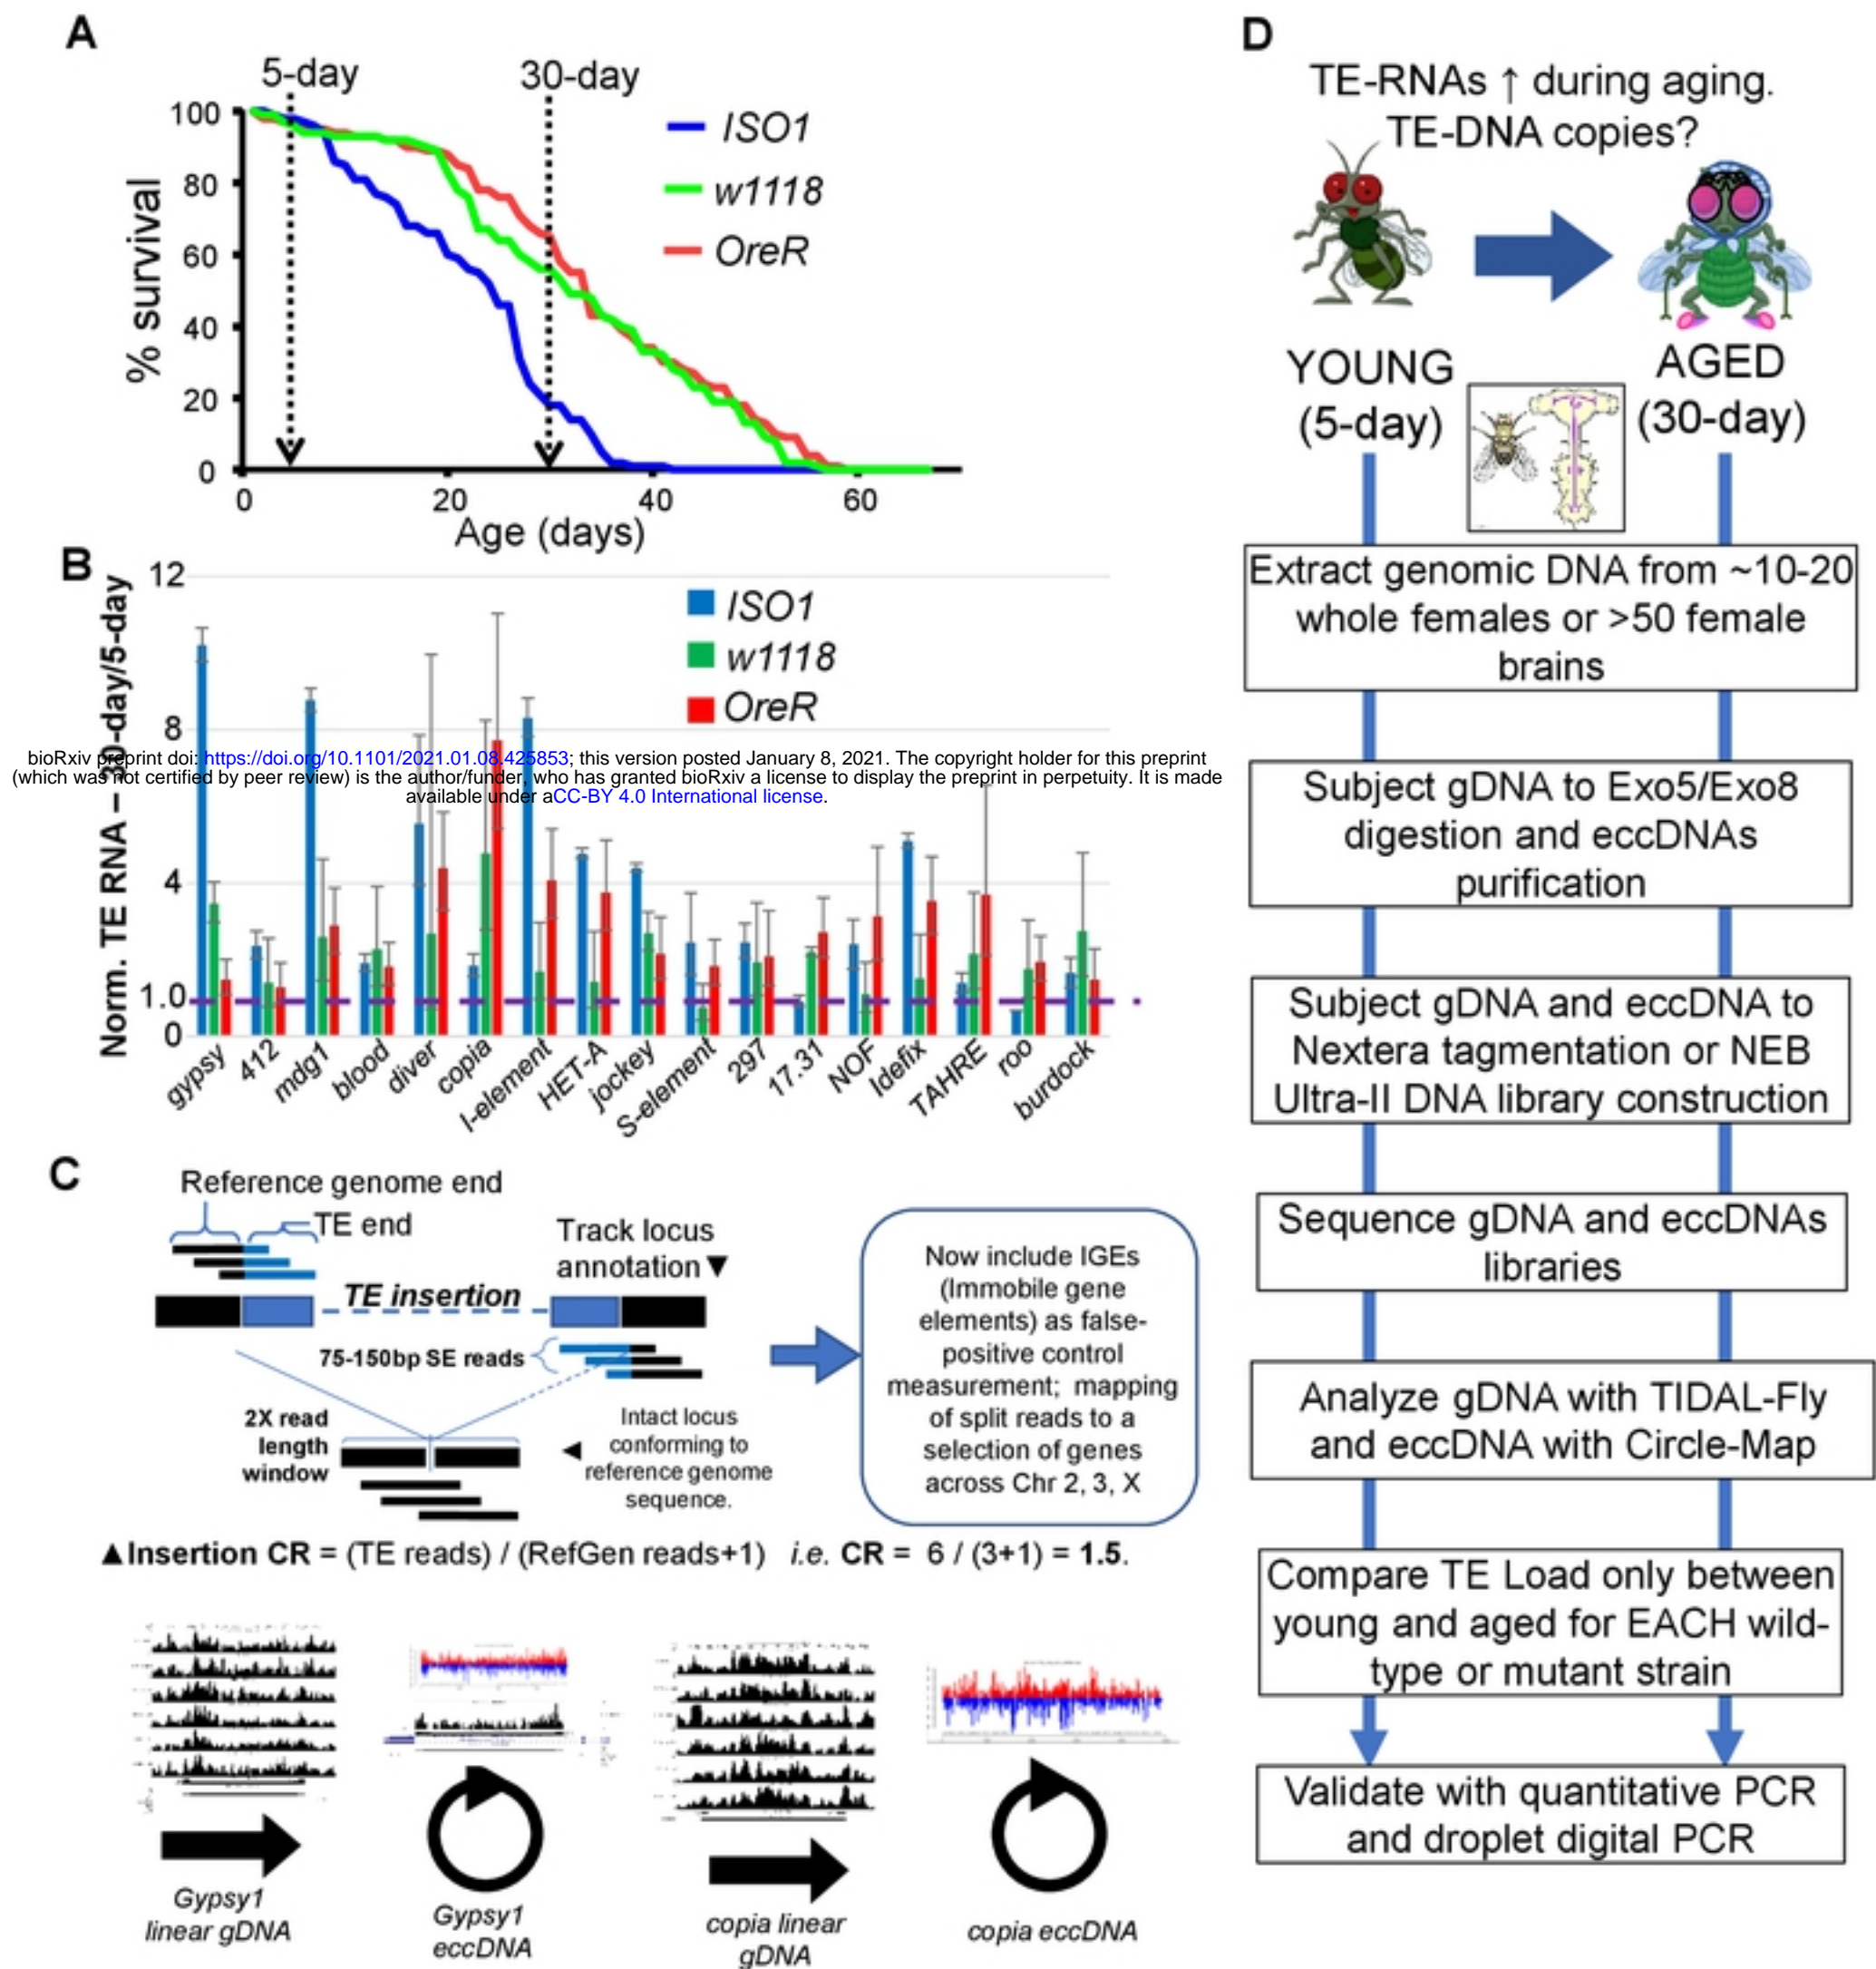 A
5-day
30-day
ISO1
w1118
OreR
% survival
100
80
60
40
20
0
0
20
40
60
Age (days)
B
Norm. TE RNA – 30-day/5-day
12
8
4
1.0
0
ISO1
w1118
OreR
bioRxiv preprint doi: https://doi.org/10.1101/2021.01.08.425853; this version posted January 8, 2021. The copyright holder for this preprint
(which was not certified by peer review) is the author/funder, who has granted bioRxiv a license to display the preprint in perpetuity. It is made
available under aCC-BY 4.0 International license.
gypsy
412
mdg1
blood
diver
copia
I-element
HET-A
jockey
S-element
297
17.31
NOF
Idefix
TAHRE
roo
burdock
C
Reference genome end
TE end
Track locus
annotation▼
TE insertion
75-150bp SE reads
2X read
length
window
◄ Intact locus
conforming to
reference genome
sequence.
Now include IGEs
(Immobile gene
elements) as false-
positive control
measurement; mapping
of split reads to a
selection of genes
across Chr 2, 3, X
▲Insertion CR = (TE reads) / (RefGen reads+1) i.e. CR = 6 / (3+1) = 1.5.
Gypsy1
linear gDNA
Gypsy1
eccDNA
copia linear
gDNA
copia eccDNA
D
TE-RNAs ↑ during aging.
TE-DNA copies?
YOUNG
(5-day)
AGED
(30-day)
Extract genomic DNA from ~10-20
whole females or >50 female
brains
Subject gDNA to Exo5/Exo8
digestion and eccDNAs
purification
Subject gDNA and eccDNA to
Nextera tagmentation or NEB
Ultra-II DNA library construction
Sequence gDNA and eccDNAs
libraries
Analyze gDNA with TIDAL-Fly
and eccDNA with Circle-Map
Compare TE Load only between
young and aged for EACH wild-
type or mutant strain
Validate with quantitative PCR
and droplet digital PCR